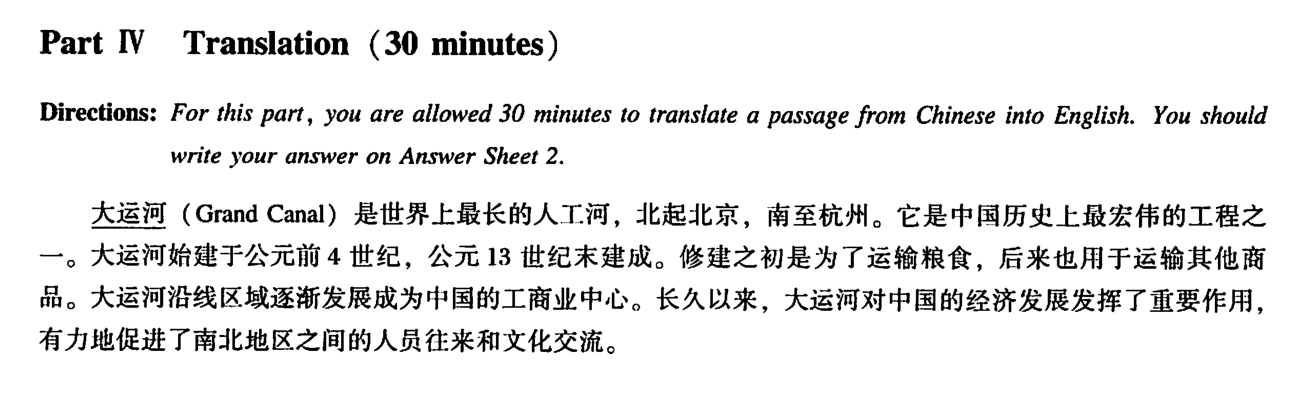 Part Ⅳ Translation (30 minutes)
Directions: For this part, you are allowed 30 minutes to translate a passage from Chinese into English. You should
write your answer on Answer Sheet 2.
大运河(Grand Canal)是世界上最长的人工河,北起北京,南至杭州。它是中国历史上最宏伟的工程之
一。大运河始建于公元前 4 世纪,公元 13 世纪末建成。修建之初是为了运输粮食,后来也用于运输其他商
品。大运河沿线区域逐渐发展成为中国的工商业中心。长久以来,大运河对中国的经济发展发挥了重要作用,
有力地促进了南北地区之间的人员往来和文化交流。